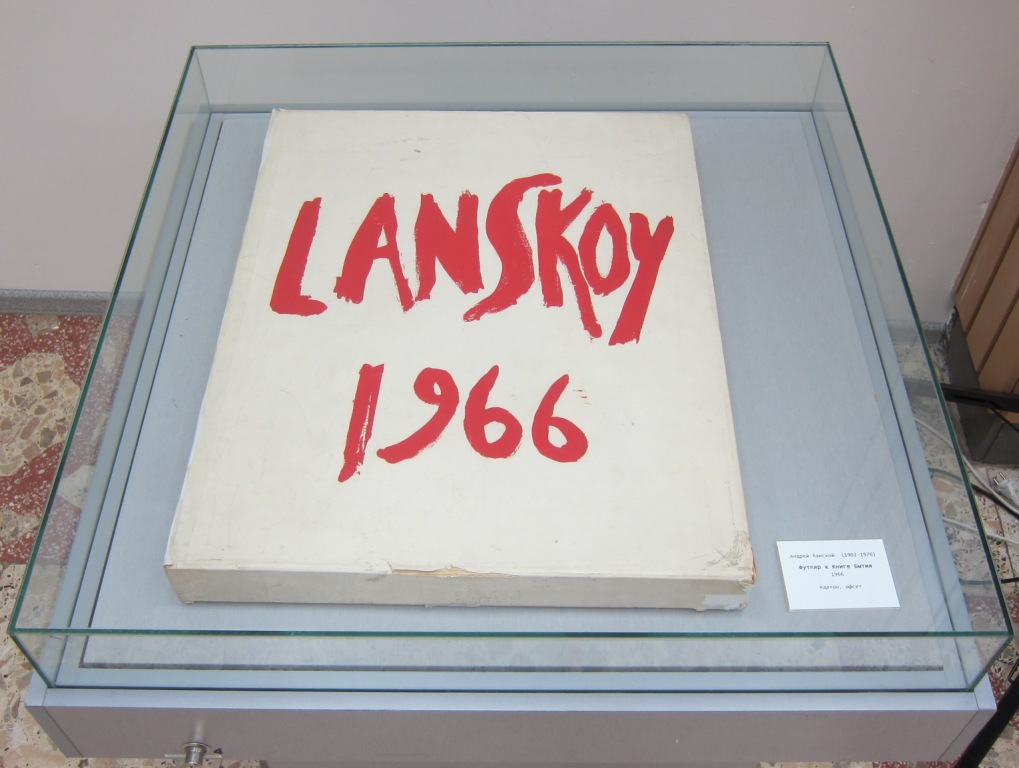 LANSKOY
1966
Андрей Ланской (1902-1976)
Футляр к Книге Бытия
1966
картон, офсет